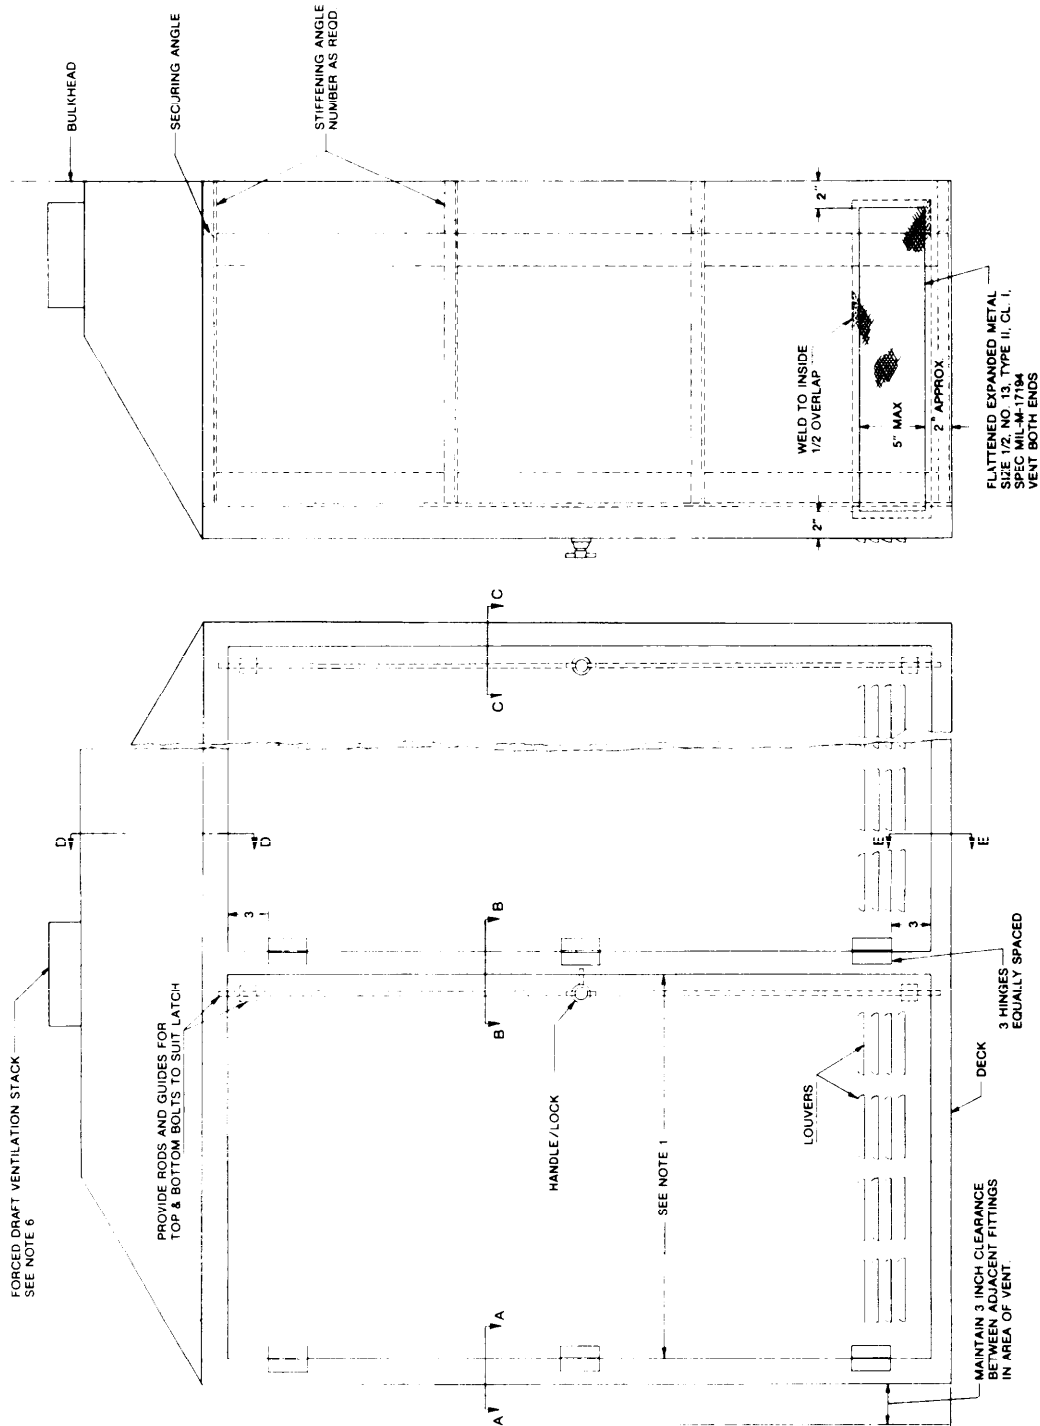 FORCED DRAFT VENTILATION STACK
SEE NOTE 6
PROVIDE RODS AND GUIDES FOR
TOP & BOTTOM BOLTS TO SUIT LATCH
D
D
3
A
A
B
B
C
C
HANDLE/LOCK
SEE NOTE 1
LOUVERS
E
E
3
3 HINGES
EQUALLY SPACED
DECK
MAINTAIN 3 INCH CLEARANCE
BETWEEN ADJACENT FITTINGS
IN AREA OF VENT.
BULKHEAD
SECURING ANGLE
STIFFENING ANGLE
NUMBER AS REQD
WELD TO INSIDE
1/2 OVERLAP
2"
2"
5" MAX
2" APPROX
FLATTENED EXPANDED METAL
SIZE 1/2, NO. 13, TYPE II, CL. I,
SPEC MIL-M-17194
VENT BOTH ENDS